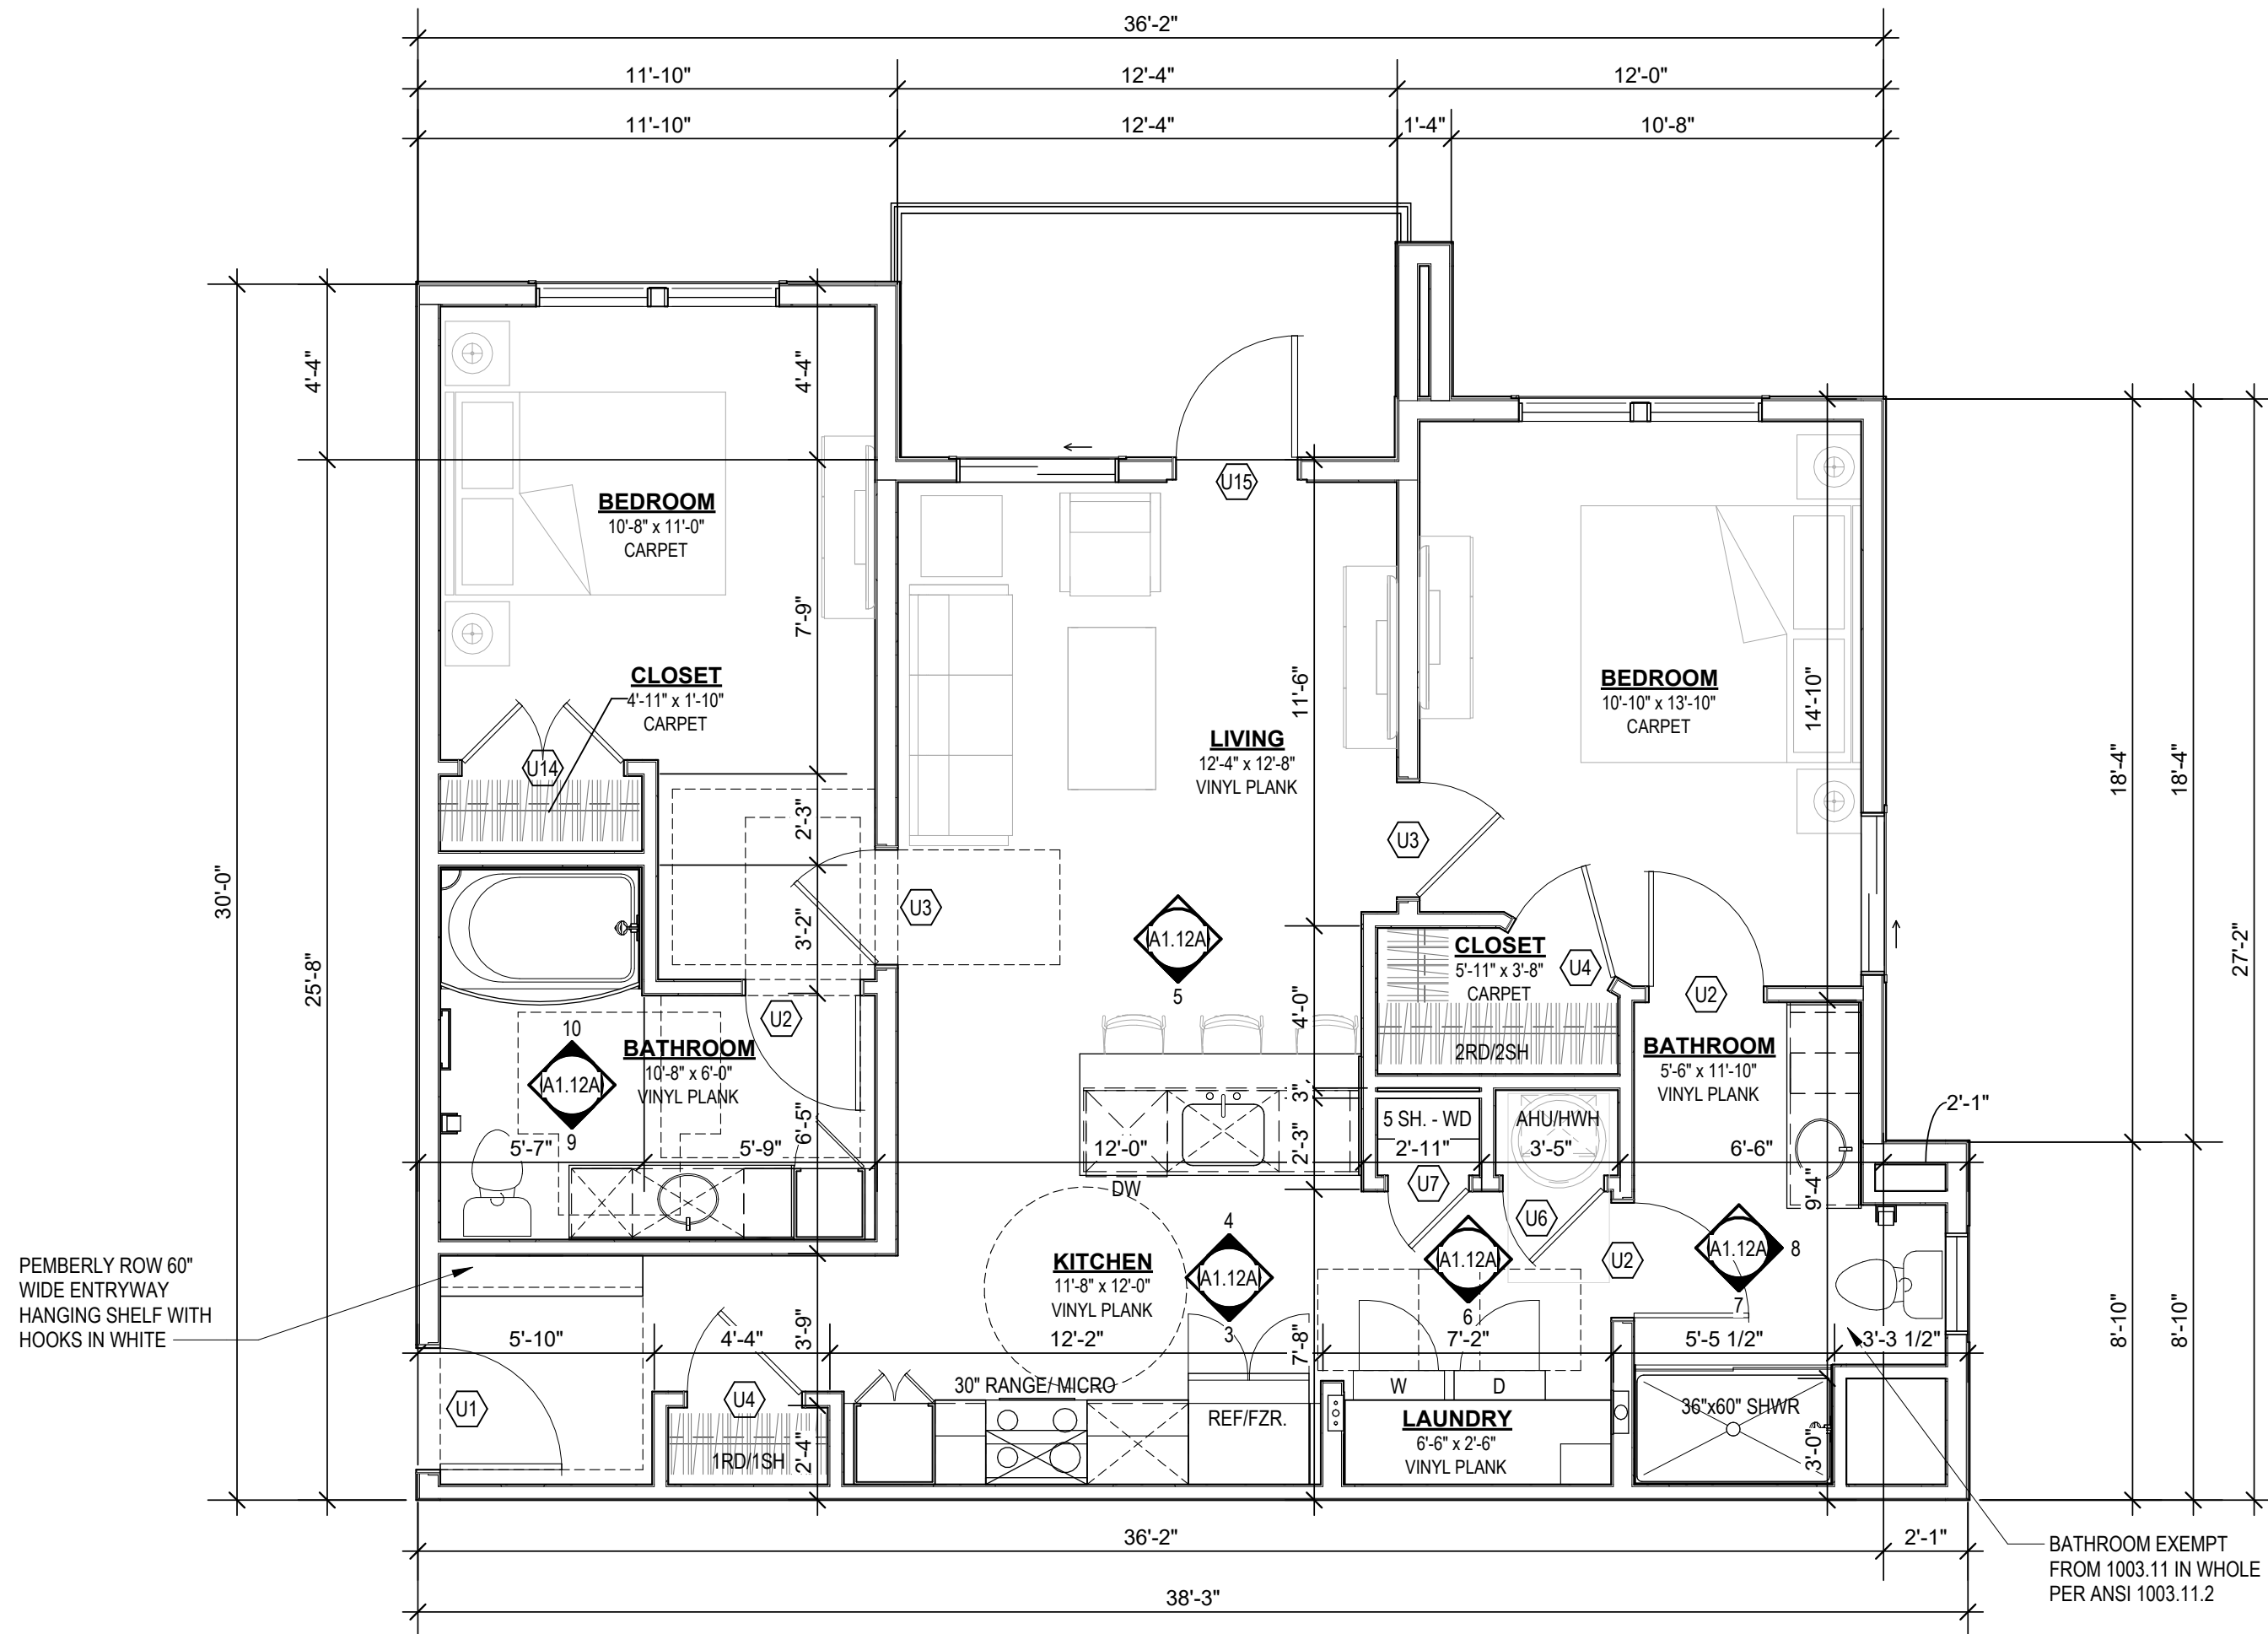 36'-2"
11'-10"
12'-4"
12'-0"
11'-10"
12'-4"
1'-4"
10'-8"
4'-4"
4'-4"
U15
BEDROOM
10'-8" x 11'-0"
CARPET
7'-9"
CLOSET
4'-11" x 1'-10"
CARPET
U14
11'-6"
LIVING
12'-4" x 12'-8"
VINYL PLANK
BEDROOM
10'-10" x 13'-10"
CARPET
14'-10"
18'-4"
18'-4"
2'-3"
U3
30'-0"
3'-2"
U3
A1.12A
5
CLOSET
5'-11" x 3'-8"
CARPET
U4
2RD/2SH
U2
27'-2"
25'-8"
4'-0"
U2
10
BATHROOM
10'-8" x 6'-0"
VINYL PLANK
A1.12A
9
BATHROOM
5'-6" x 11'-10"
VINYL PLANK
3"
2'-3"
5 SH. - WD
AHU/HWH
2'-1"
5'-7"
5'-9"
6'-5"
12'-0"
2'-11"
3'-5"
6'-6"
DW
U7
U6
9'-4"
PEMBERLY ROW 60"
WIDE ENTRYWAY
HANGING SHELF WITH
HOOKS IN WHITE
KITCHEN
11'-8" x 12'-0"
VINYL PLANK
4
A1.12A
3
A1.12A
6
U2
A1.12A
8
7
5'-10"
4'-4"
3'-9"
12'-2"
7'-8"
7'-2"
5'-5 1/2"
3'-3 1/2"
8'-10"
8'-10"
U1
U4
1RD/1SH
2'-4"
30" RANGE/ MICRO
REF/FZR.
W
D
LAUNDRY
6'-6" x 2'-6"
VINYL PLANK
36"x60" SHWR
3'-0"
36'-2"
2'-1"
38'-3"
BATHROOM EXEMPT
FROM 1003.11 IN WHOLE
PER ANSI 1003.11.2